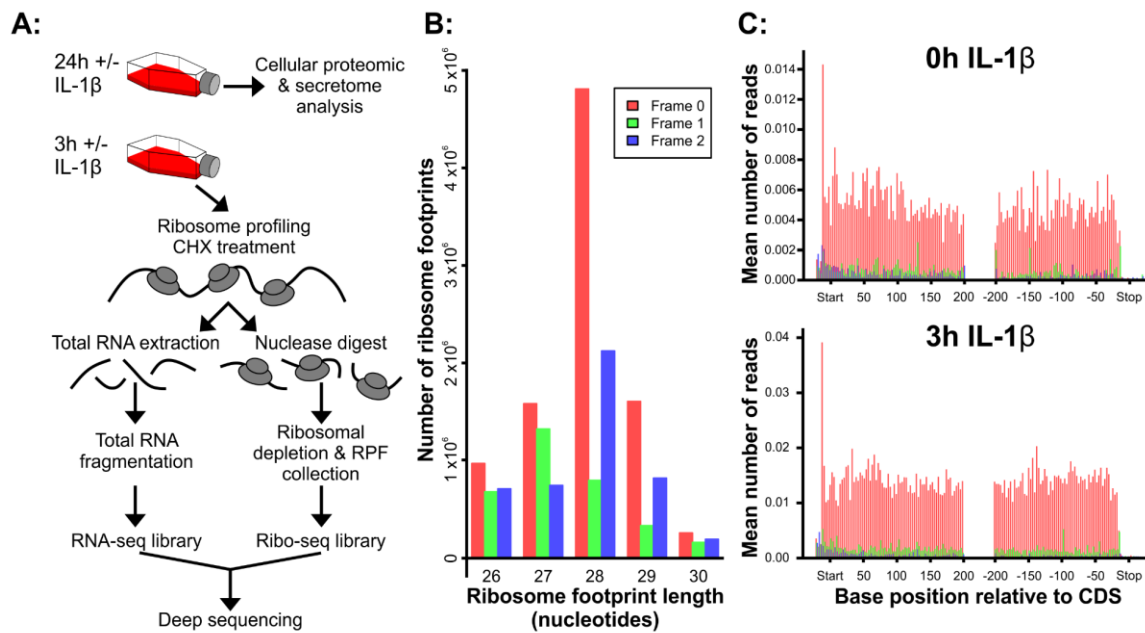 A:
24h +/-
IL-1β
Cellular proteomic
& secretome
analysis
3h +/-
IL-1β
Ribosome profiling
CHX treatment
Total RNA extraction
Nuclease digest
Total RNA
fragmentation
Ribosomal
depletion & RPF
collection
RNA-seq library
Ribo-seq library
Deep sequencing
B:
Number of ribosome footprints
5×10⁶
4×10⁶
3×10⁶
2×10⁶
1×10⁶
0
Frame 0
Frame 1
Frame 2
26 27 28 29 30
Ribosome footprint length
(nucleotides)
C:
0h IL-1β
Mean number of reads
0.014
0.012
0.010
0.008
0.006
0.004
0.002
0.000
Start 50 100 150 200 -200 -150 -100 -50 Stop
3h IL-1β
Mean number of reads
0.04
0.03
0.02
0.01
0.00
Start 50 100 150 200 -200 -150 -100 -50 Stop
Base position relative to CDS